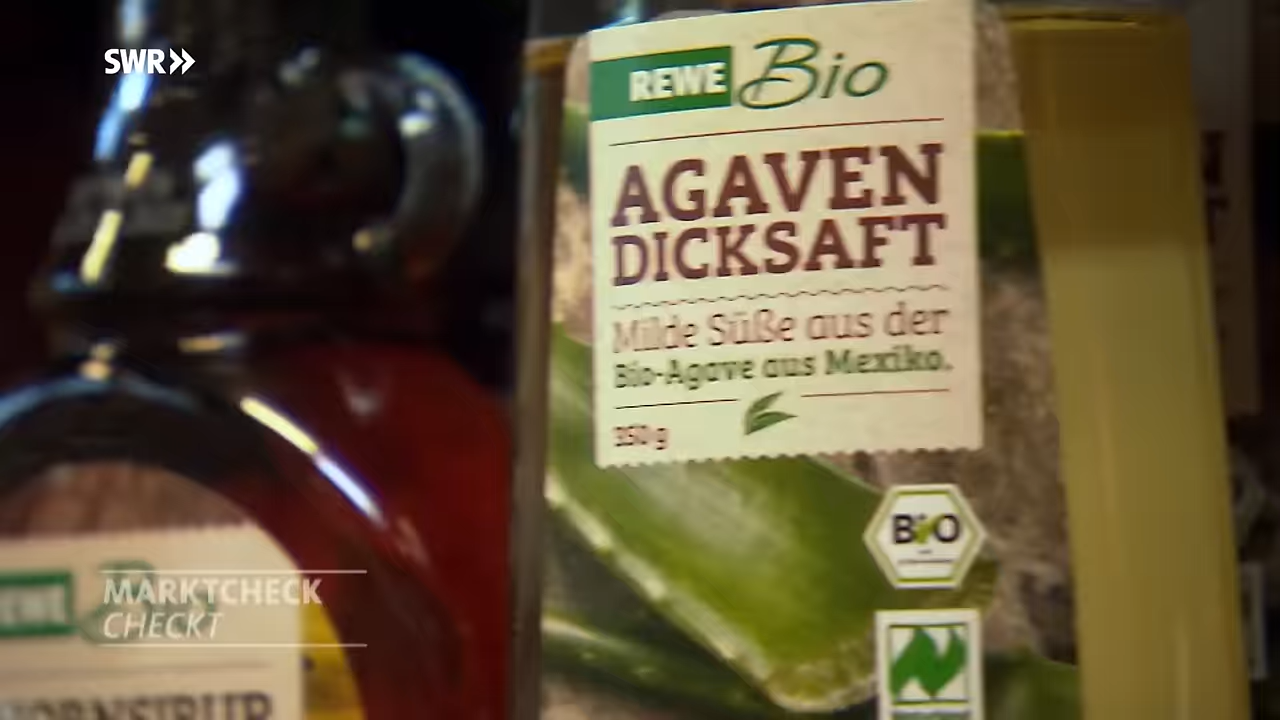 SWR»
REWE Bio
AGAVEN
DICKSAFT
Milde Süße aus der
Bio-Agave aus Mexiko.
350 g
BiO
MARKTCHECK
CHECKT